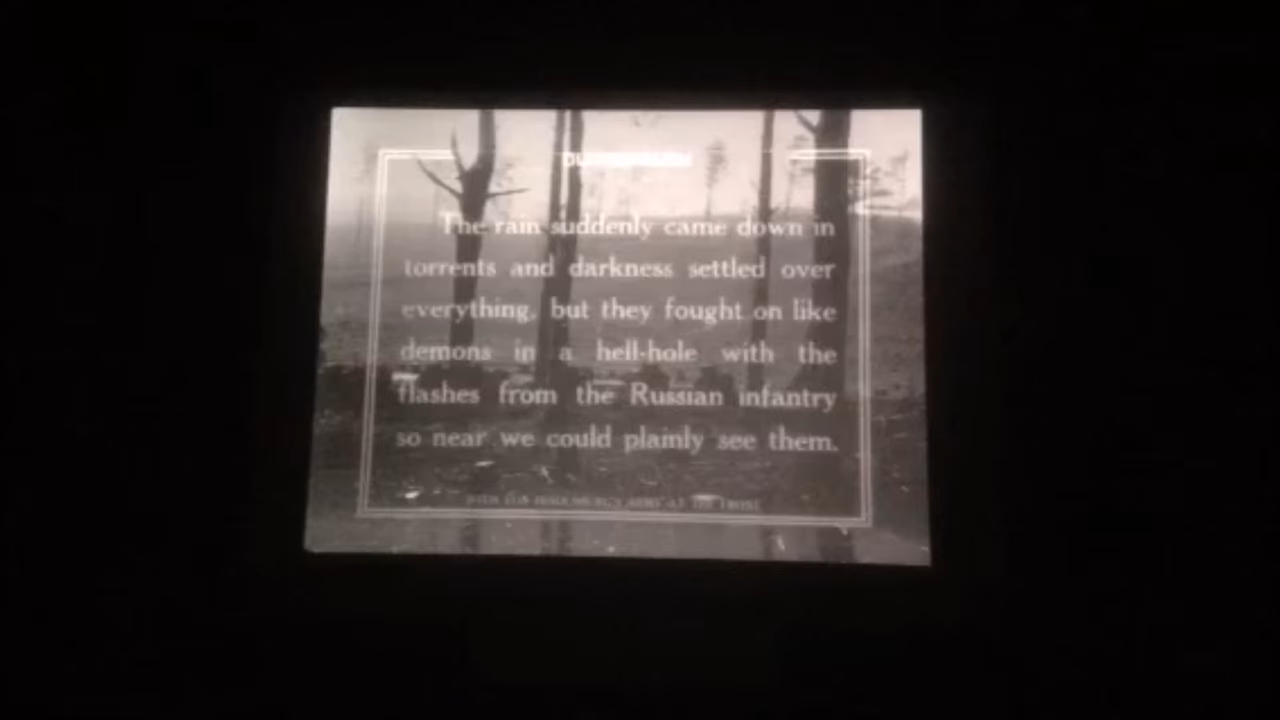 The rain suddenly came down in
torrents and darkness settled over
everything, but they fought on like
demons in a hell-hole with the
flashes from the Russian infantry
so near we could plainly see them.